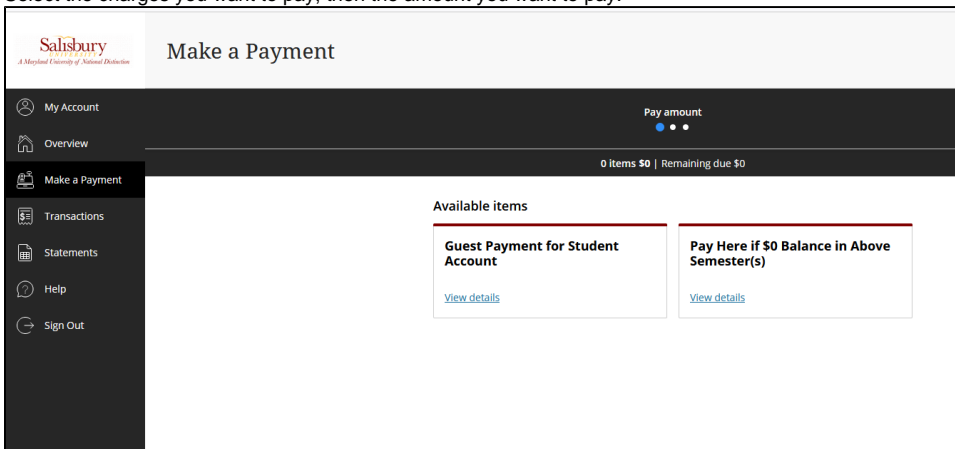 Select the charges you want to pay, then the amount you want to pay.
Salisbury
UNIVERSITY
A Maryland University of National Distinction
Make a Payment
My Account
Overview
Make a Payment
Transactions
Statements
Help
Sign Out
Pay amount
0 items $0 | Remaining due $0
Available items
Guest Payment for Student
Account
View details
Pay Here if $0 Balance in Above
Semester(s)
View details